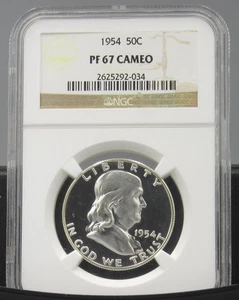 1954 50C
PF 67 CAMEO
2625292-034
NGC
LIBERTY
1954
IN GOD WE TRUST